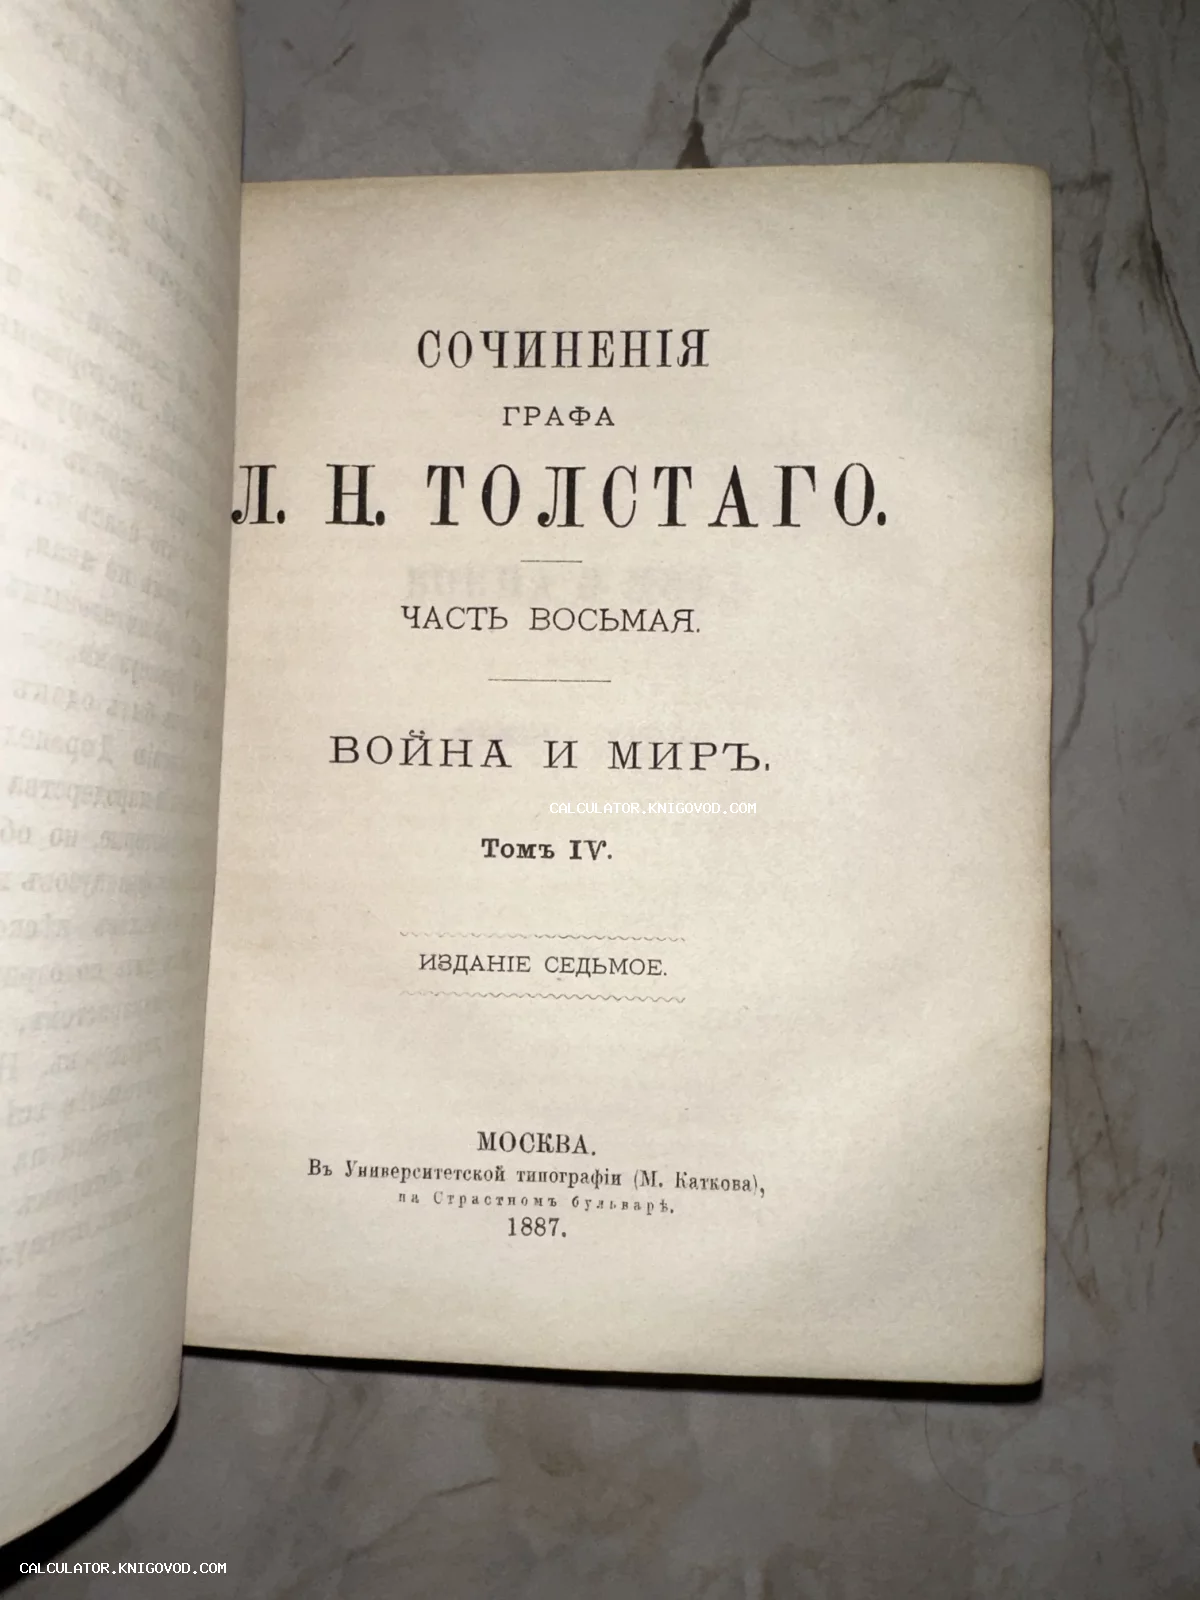 СОЧИНЕНІЯ
ГРАФА
Л. Н. ТОЛСТАГО.
ЧАСТЬ ВОСЬМАЯ.
ВОЙНА И МИРЪ.
CALCULATOR.KNIGOVOD.COM
Томъ IV.
ИЗДАНІЕ СЕДЬМОЕ.
МОСКВА.
Въ Университетской типографіи (М. Каткова),
на Страстномъ бульварѣ.
1887.
CALCULATOR.KNIGOVOD.COM